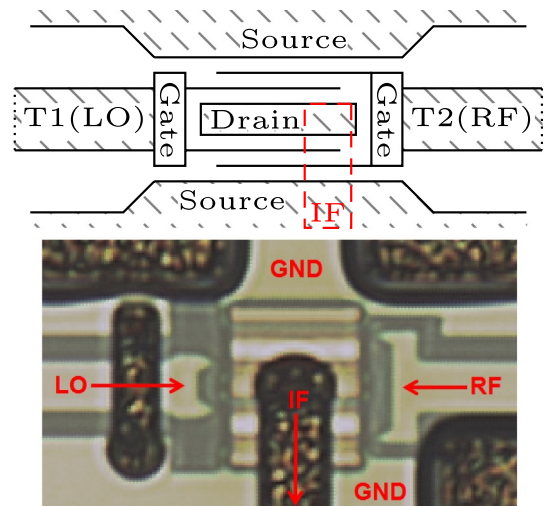 Source
T1(LO)
Gate
Drain
Gate
T2(RF)
Source
IF
GND
LO
IF
RF
GND